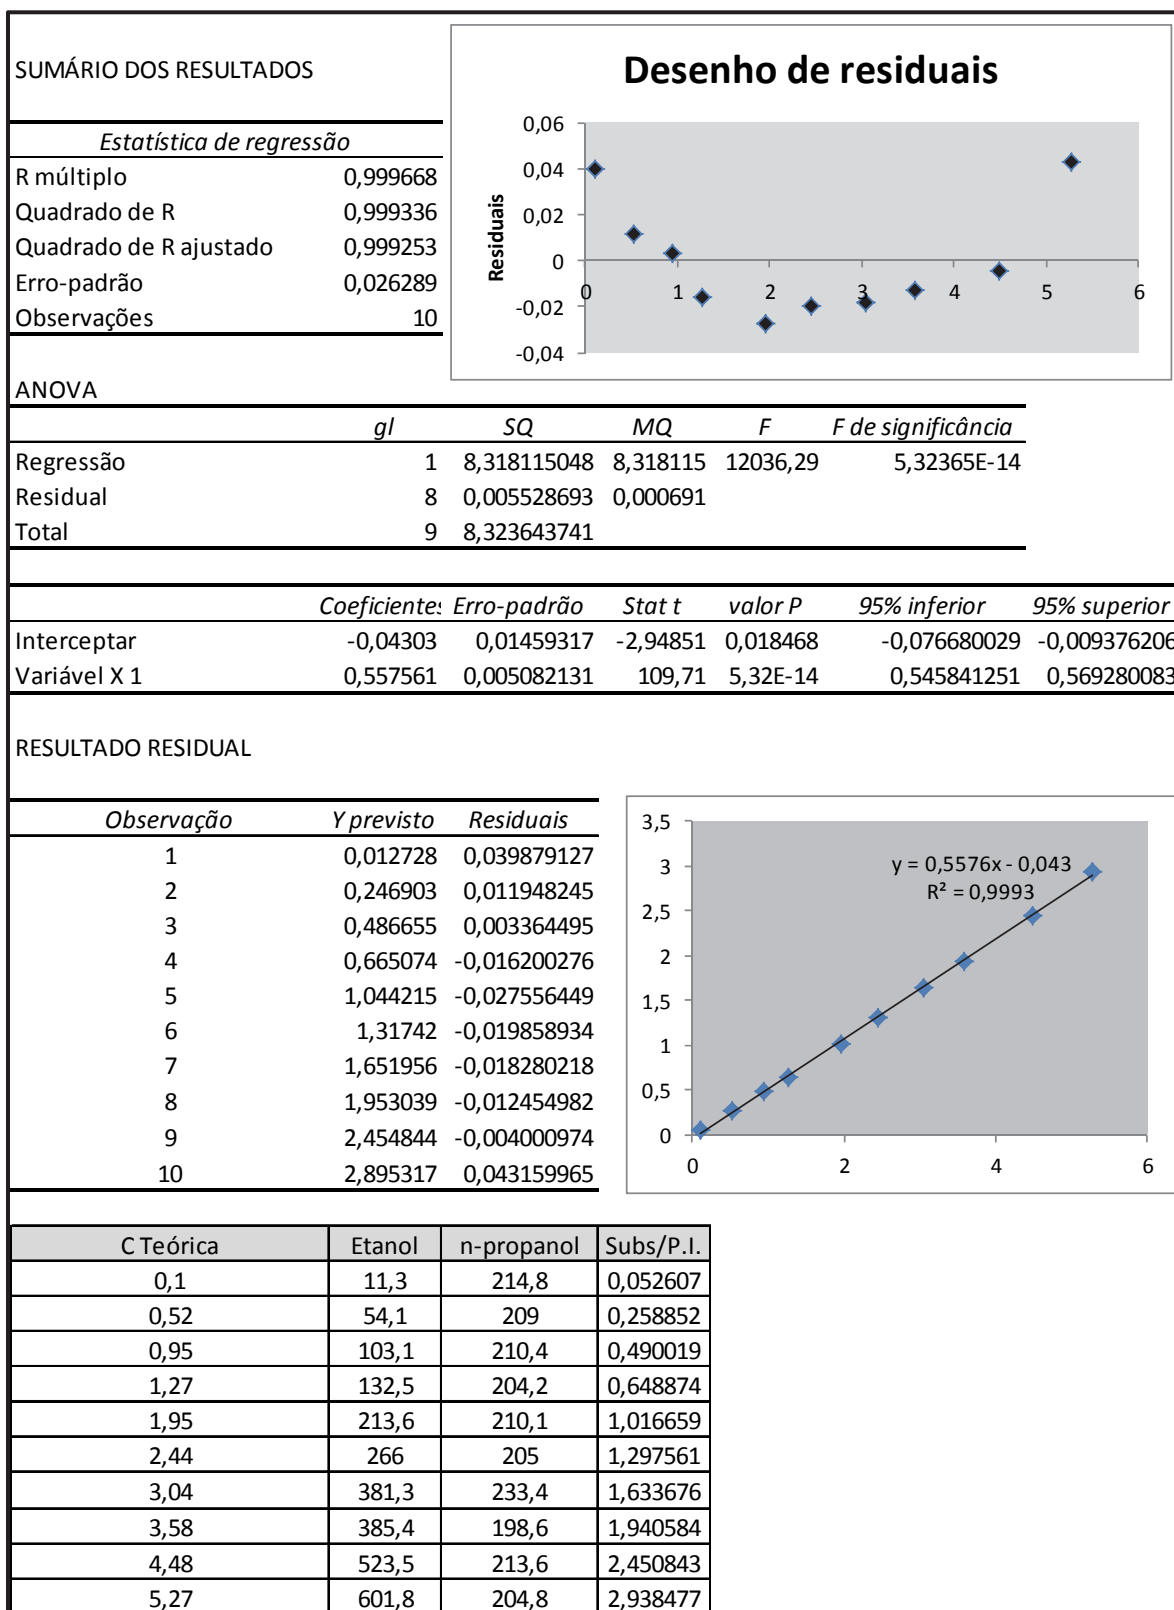 SUMÁRIO DOS RESULTADOS
Estatística de regressão
R múltiplo 0,999668
Quadrado de R 0,999336
Quadrado de R ajustado 0,999253
Erro-padrão 0,026289
Observações 10
Desenho de residuais
Residuais
0,06
0,04
0,02
0
-0,02
-0,04
0 1 2 3 4 5 6
ANOVA
gl SQ MQ F F de significância
Regressão 1 8,318115048 8,318115 12036,29 5,32365E-14
Residual 8 0,005528693 0,000691
Total 9 8,323643741
Coeficientes Erro-padrão Stat t valor P 95% inferior 95% superior
Interceptar -0,04303 0,01459317 -2,94851 0,018468 -0,076680029 -0,009376206
Variável X 1 0,557561 0,005082131 109,71 5,32E-14 0,545841251 0,569280083
RESULTADO RESIDUAL
Observação Y previsto Residuais
1 0,012728 0,039879127
2 0,246903 0,011948245
3 0,486655 0,003364495
4 0,665074 -0,016200276
5 1,044215 -0,027556449
6 1,31742 -0,019858934
7 1,651956 -0,018280218
8 1,953039 -0,012454982
9 2,454844 -0,004000974
10 2,895317 0,043159965
3,5
3
2,5
2
1,5
1
0,5
0
0 2 4 6
y = 0,5576x - 0,043
R² = 0,9993
C Teórica Etanol n-propanol Subs/P.I.
0,1 11,3 214,8 0,052607
0,52 54,1 209 0,258852
0,95 103,1 210,4 0,490019
1,27 132,5 204,2 0,648874
1,95 213,6 210,1 1,016659
2,44 266 205 1,297561
3,04 381,3 233,4 1,633676
3,58 385,4 198,6 1,940584
4,48 523,5 213,6 2,450843
5,27 601,8 204,8 2,938477